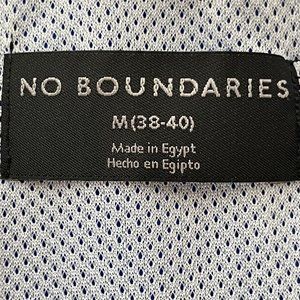 NO BOUNDARIES
M(38-40)
Made in Egypt
Hecho en Egipto